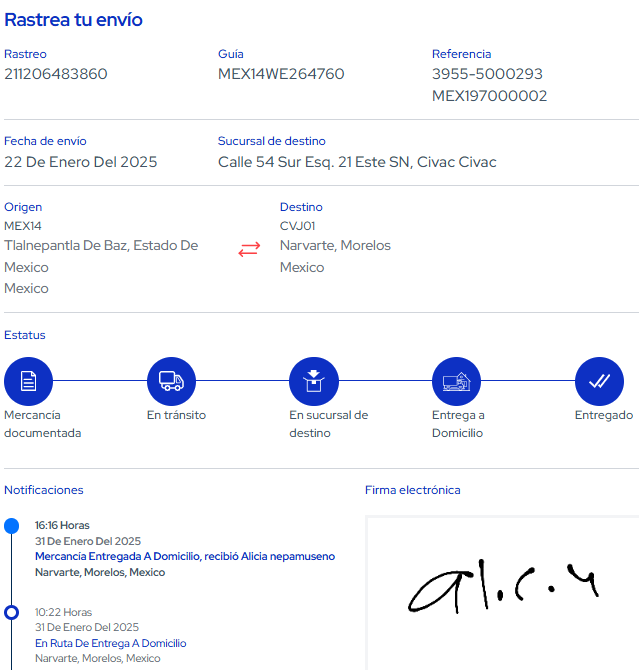 Rastrea tu envío
Rastreo
211206483860
Guía
MEX14WE264760
Referencia
3955-5000293
MEX197000002
Fecha de envío
22 De Enero Del 2025
Sucursal de destino
Calle 54 Sur Esq. 21 Este SN, Civac Civac
Origen
MEX14
Tlalnepantla De Baz, Estado De
Mexico
Mexico
Destino
CVJ01
Narvarte, Morelos
Mexico
Estatus
Mercancía
documentada
En tránsito
En sucursal de
destino
Entrega a
Domicilio
Entregado
Notificaciones
16:16 Horas
31 De Enero Del 2025
Mercancía Entregada A Domicilio, recibió Alicia nepamuseno
Narvarte, Morelos, Mexico
10:22 Horas
31 De Enero Del 2025
En Ruta De Entrega A Domicilio
Narvarte, Morelos, Mexico
Firma electrónica